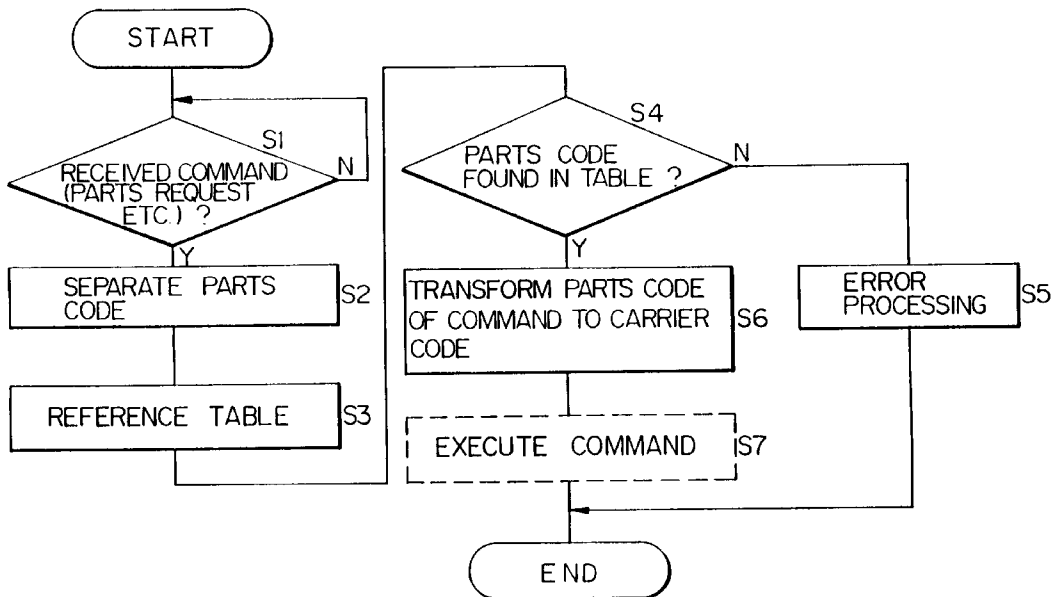 START
S1
RECEIVED COMMAND
(PARTS REQUEST
ETC.) ?
N
Y
SEPARATE PARTS
CODE
S2
REFERENCE TABLE
S3
S4
PARTS CODE
FOUND IN TABLE ?
N
Y
TRANSFORM PARTS CODE
OF COMMAND TO CARRIER
CODE
S6
ERROR
PROCESSING
S5
EXECUTE COMMAND
S7
END